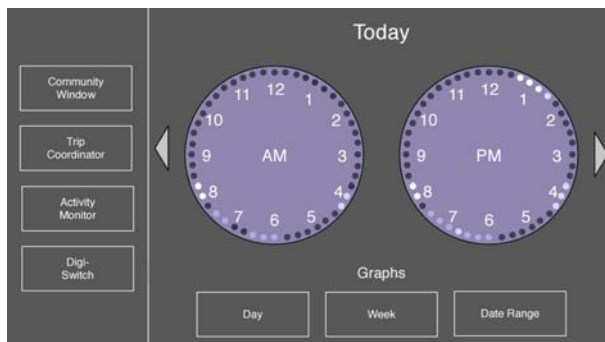 Today
Community
Window
Trip
Coordinator
Activity
Monitor
Digi-
Switch
12
1
2
3
4
5
6
7
8
9
10
11
AM
12
1
2
3
4
5
6
7
8
9
10
11
PM
Graphs
Day
Week
Date Range